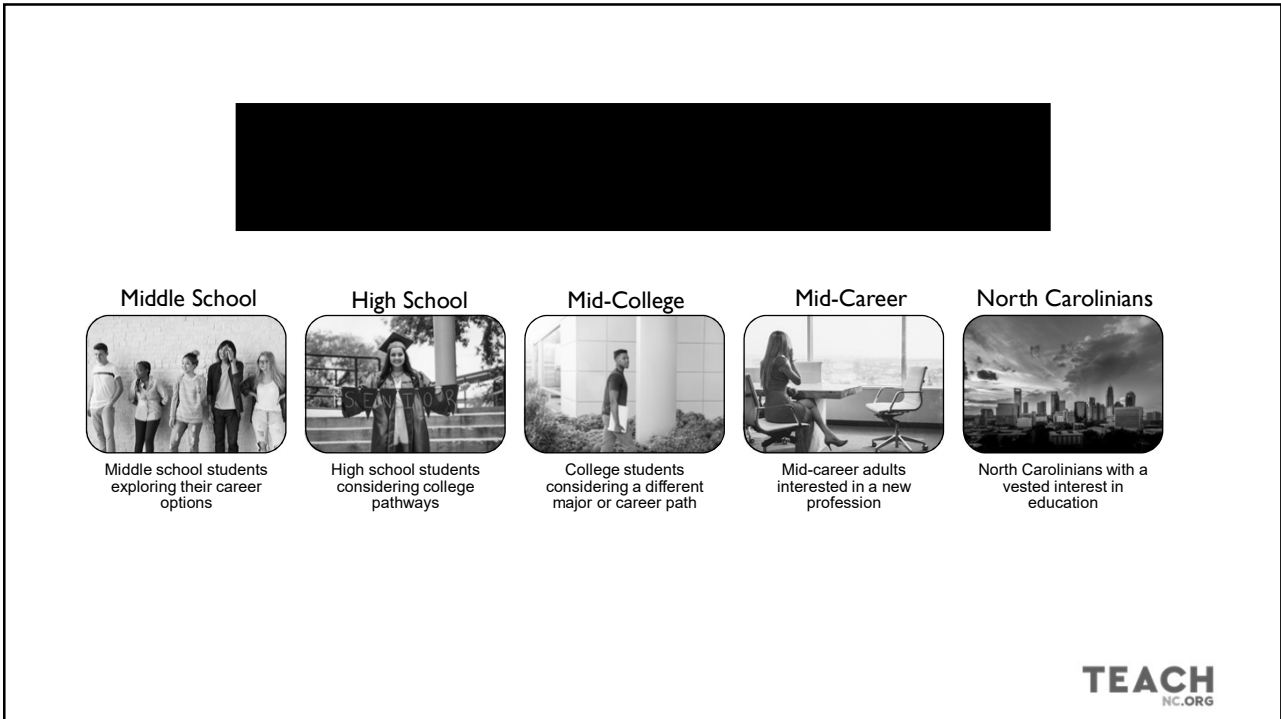 Middle School
High School
Mid-College
Mid-Career
North Carolinians
SENIOR
Middle school students
exploring their career
options
High school students
considering college
pathways
College students
considering a different
major or career path
Mid-career adults
interested in a new
profession
North Carolinians with a
vested interest in
education
TEACH
NC.ORG